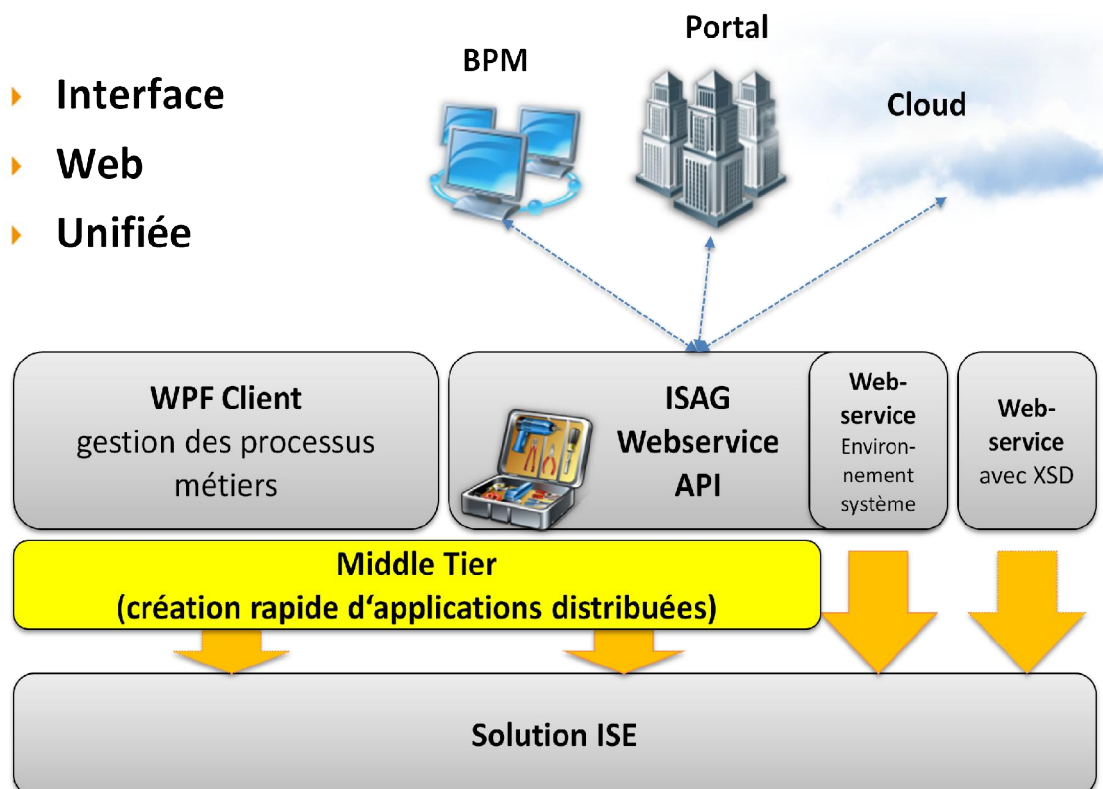 Interface
Web
Unifiée
BPM
Portal
Cloud
WPF Client
gestion des processus
métiers
ISAG
Webservice
API
Web-
service
Environ-
nement
système
Web-
service
avec XSD
Middle Tier
(création rapide d‘applications distribuées)
Solution ISE